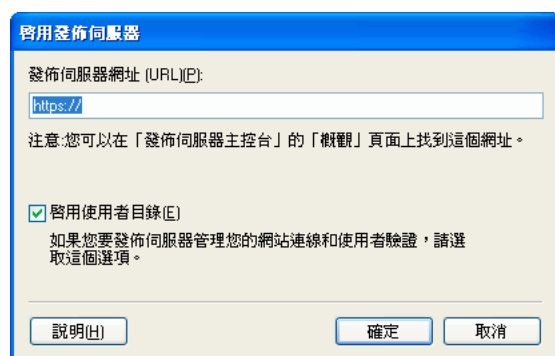 啓用發佈伺服器
發佈伺服器網址 (URL)(P):
https://
注意:您可以在「發佈伺服器主控台」的「概觀」頁面上找到這個網址。
啓用使用者目錄(E)
如果您要發佈伺服器管理您的網站連線和使用者驗證，請選
取這個選項。
說明(H)
確定
取消